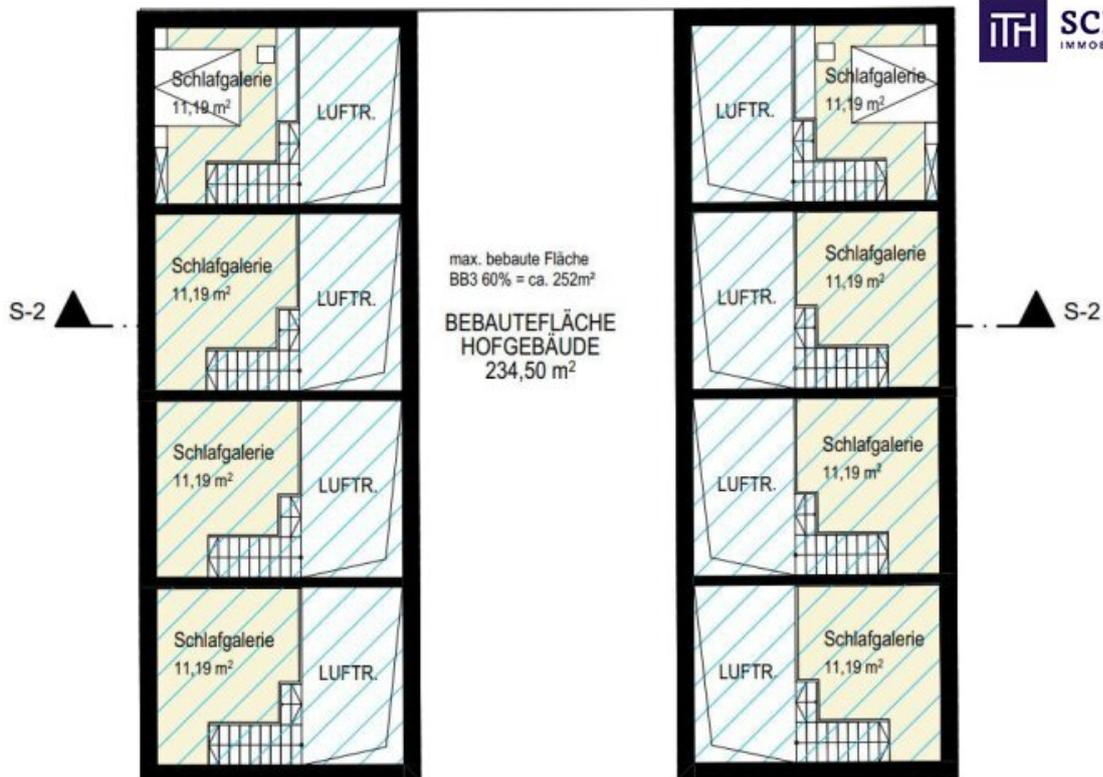 iTH
Schlafgalerie
11,19 m²
LUFTR.
LUFTR.
Schlafgalerie
11,19 m²
Schlafgalerie
11,19 m²
LUFTR.
max. bebaute Fläche
BB3 60% = ca. 252m²
BEBAUTEFLÄCHE
HOFGEBÄUDE
234,50 m²
LUFTR.
Schlafgalerie
11,19 m²
S-2
S-2
Schlafgalerie
11,19 m²
LUFTR.
LUFTR.
Schlafgalerie
11,19 m²
Schlafgalerie
11,19 m²
LUFTR.
LUFTR.
Schlafgalerie
11,19 m²